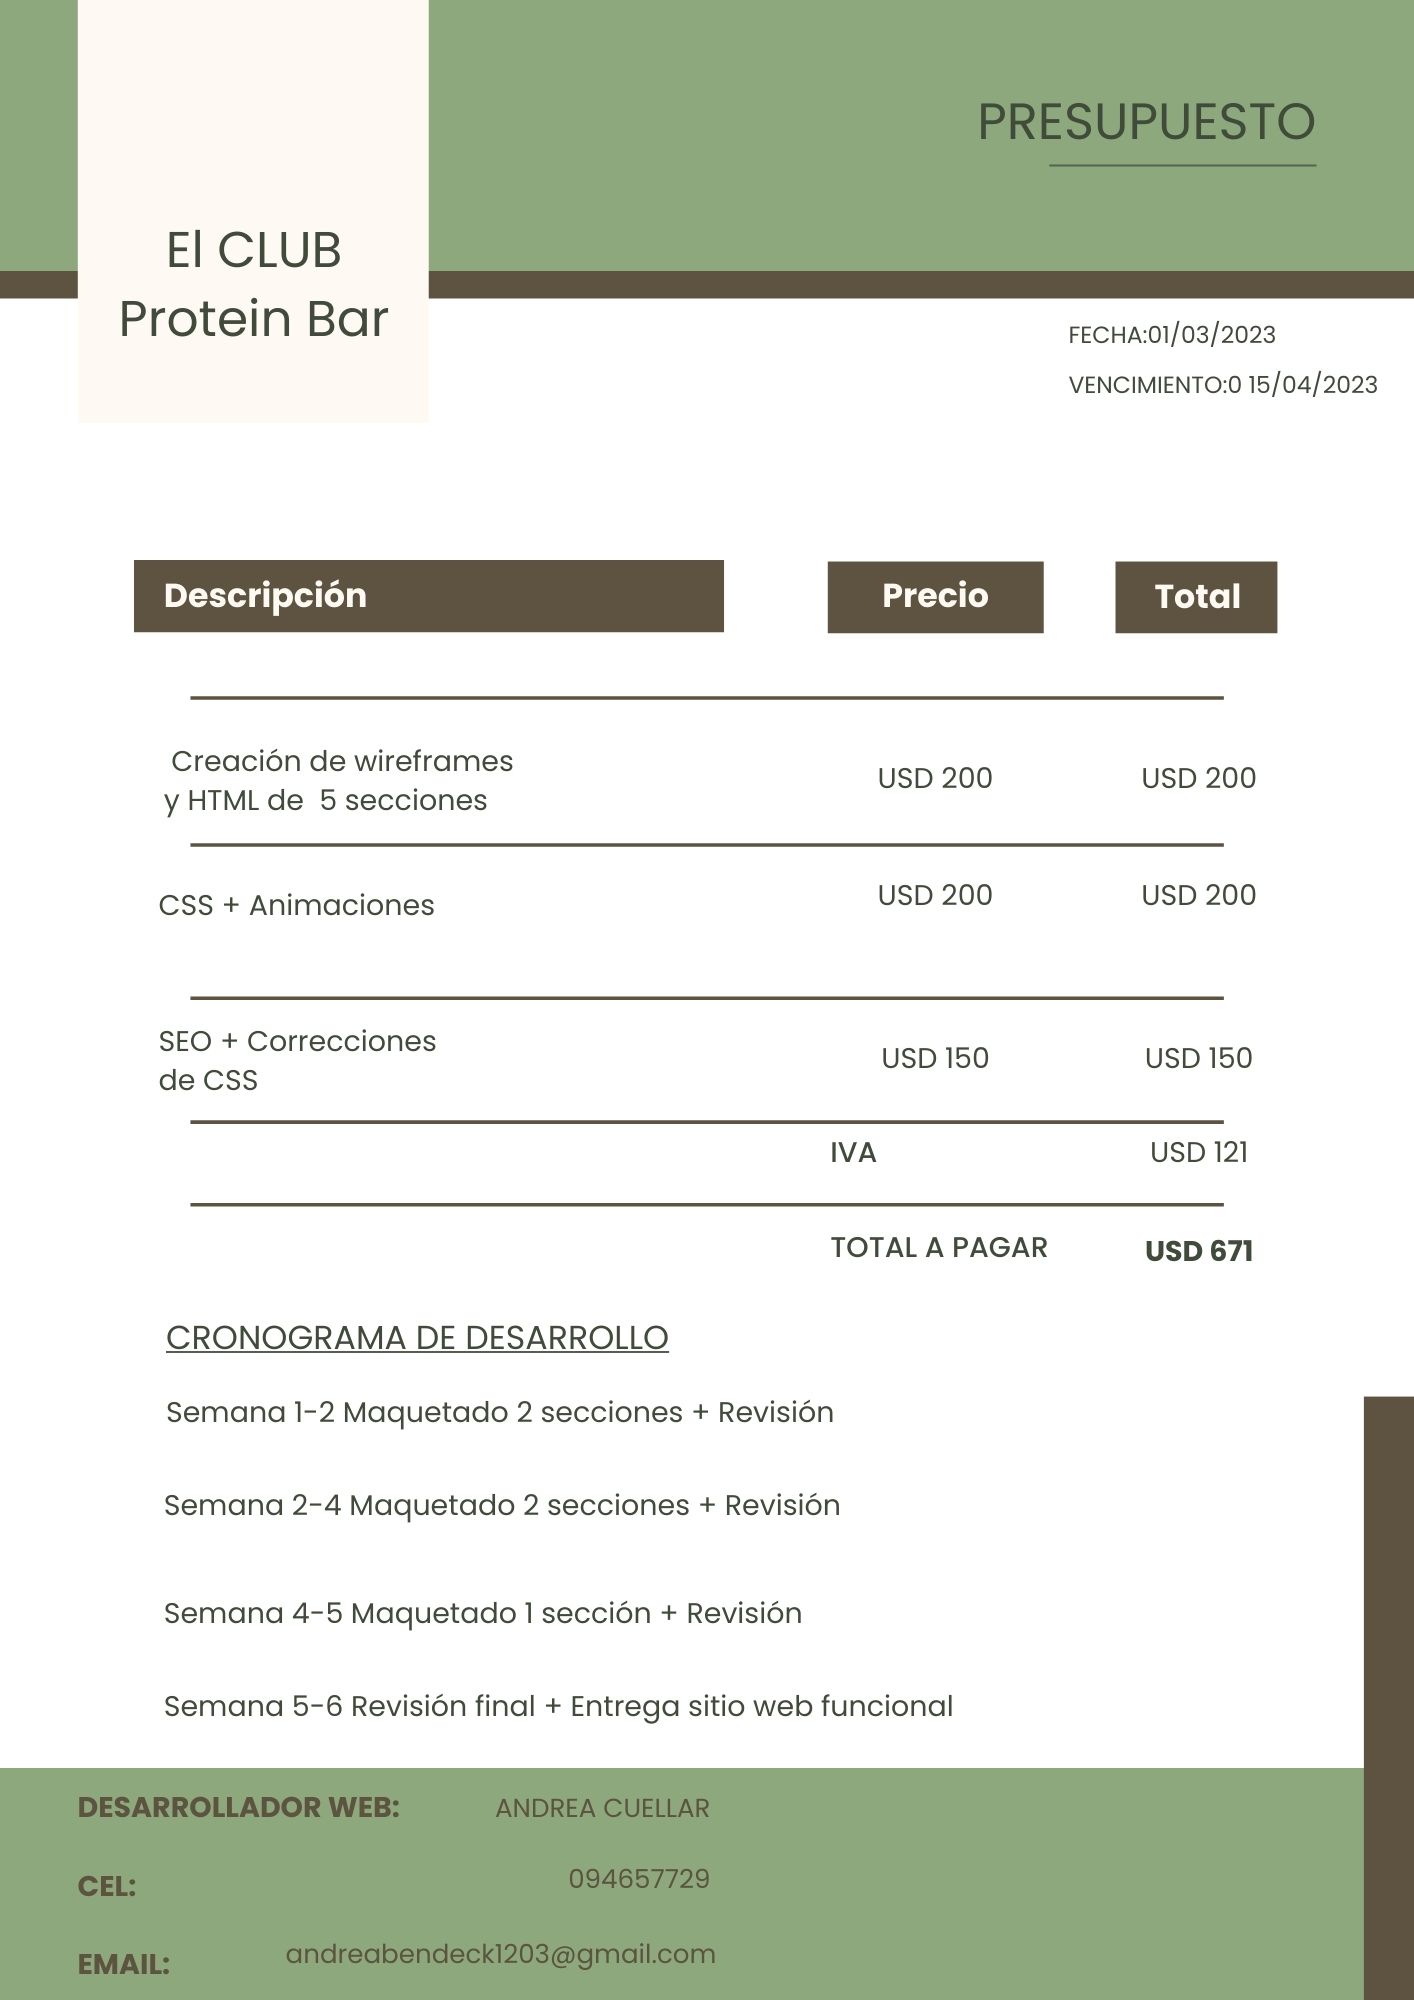 PRESUPUESTO
El CLUB
Protein Bar
FECHA:01/03/2023
VENCIMIENTO:0 15/04/2023
Descripción Precio Total
Creación de wireframes
y HTML de  5 secciones
USD 200 USD 200
CSS + Animaciones USD 200 USD 200
SEO + Correcciones
de CSS
USD 150 USD 150
IVA USD 121
TOTAL A PAGAR USD 671
CRONOGRAMA DE DESARROLLO
Semana 1-2 Maquetado 2 secciones + Revisión
Semana 2-4 Maquetado 2 secciones + Revisión
Semana 4-5 Maquetado 1 sección + Revisión
Semana 5-6 Revisión final + Entrega sitio web funcional
DESARROLLADOR WEB: ANDREA CUELLAR
CEL: 094657729
EMAIL: andreabendeck1203@gmail.com